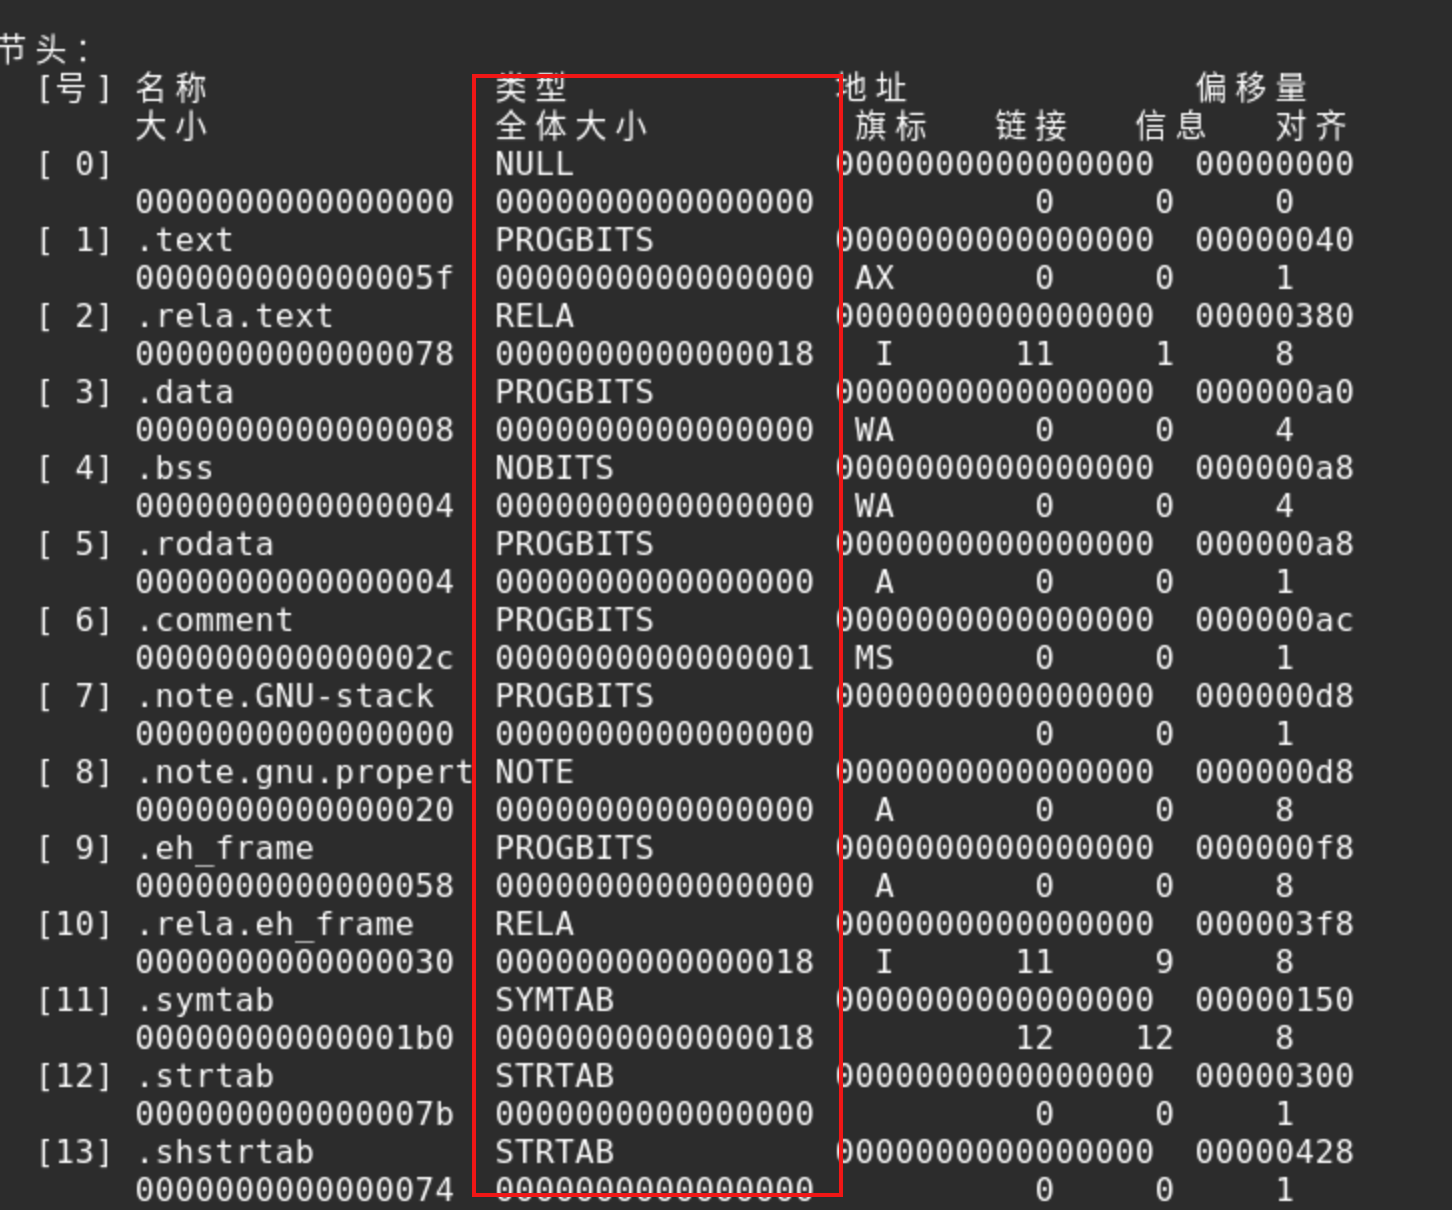 节头：
[号] 名称 类型 地址 偏移量
大小 全体大小 旗标 链接 信息 对齐
[ 0] NULL 0000000000000000 00000000
0000000000000000 0000000000000000 0 0 0
[ 1] .text PROGBITS 0000000000000000 00000040
000000000000005f 0000000000000000 AX 0 0 1
[ 2] .rela.text RELA 0000000000000000 00000380
0000000000000078 0000000000000018 I 11 1 8
[ 3] .data PROGBITS 0000000000000000 000000a0
0000000000000008 0000000000000000 WA 0 0 4
[ 4] .bss NOBITS 0000000000000000 000000a8
0000000000000004 0000000000000000 WA 0 0 4
[ 5] .rodata PROGBITS 0000000000000000 000000a8
0000000000000004 0000000000000000 A 0 0 1
[ 6] .comment PROGBITS 0000000000000000 000000ac
000000000000002c 0000000000000001 MS 0 0 1
[ 7] .note.GNU-stack PROGBITS 0000000000000000 000000d8
0000000000000000 0000000000000000 0 0 1
[ 8] .note.gnu.propert NOTE 0000000000000000 000000d8
0000000000000020 0000000000000000 A 0 0 8
[ 9] .eh_frame PROGBITS 0000000000000000 000000f8
0000000000000058 0000000000000000 A 0 0 8
[10] .rela.eh_frame RELA 0000000000000000 000003f8
0000000000000030 0000000000000018 I 11 9 8
[11] .symtab SYMTAB 0000000000000000 00000150
00000000000001b0 0000000000000018 12 12 8
[12] .strtab STRTAB 0000000000000000 00000300
000000000000007b 0000000000000000 0 0 1
[13] .shstrtab STRTAB 0000000000000000 00000428
0000000000000074 0000000000000000 0 0 1